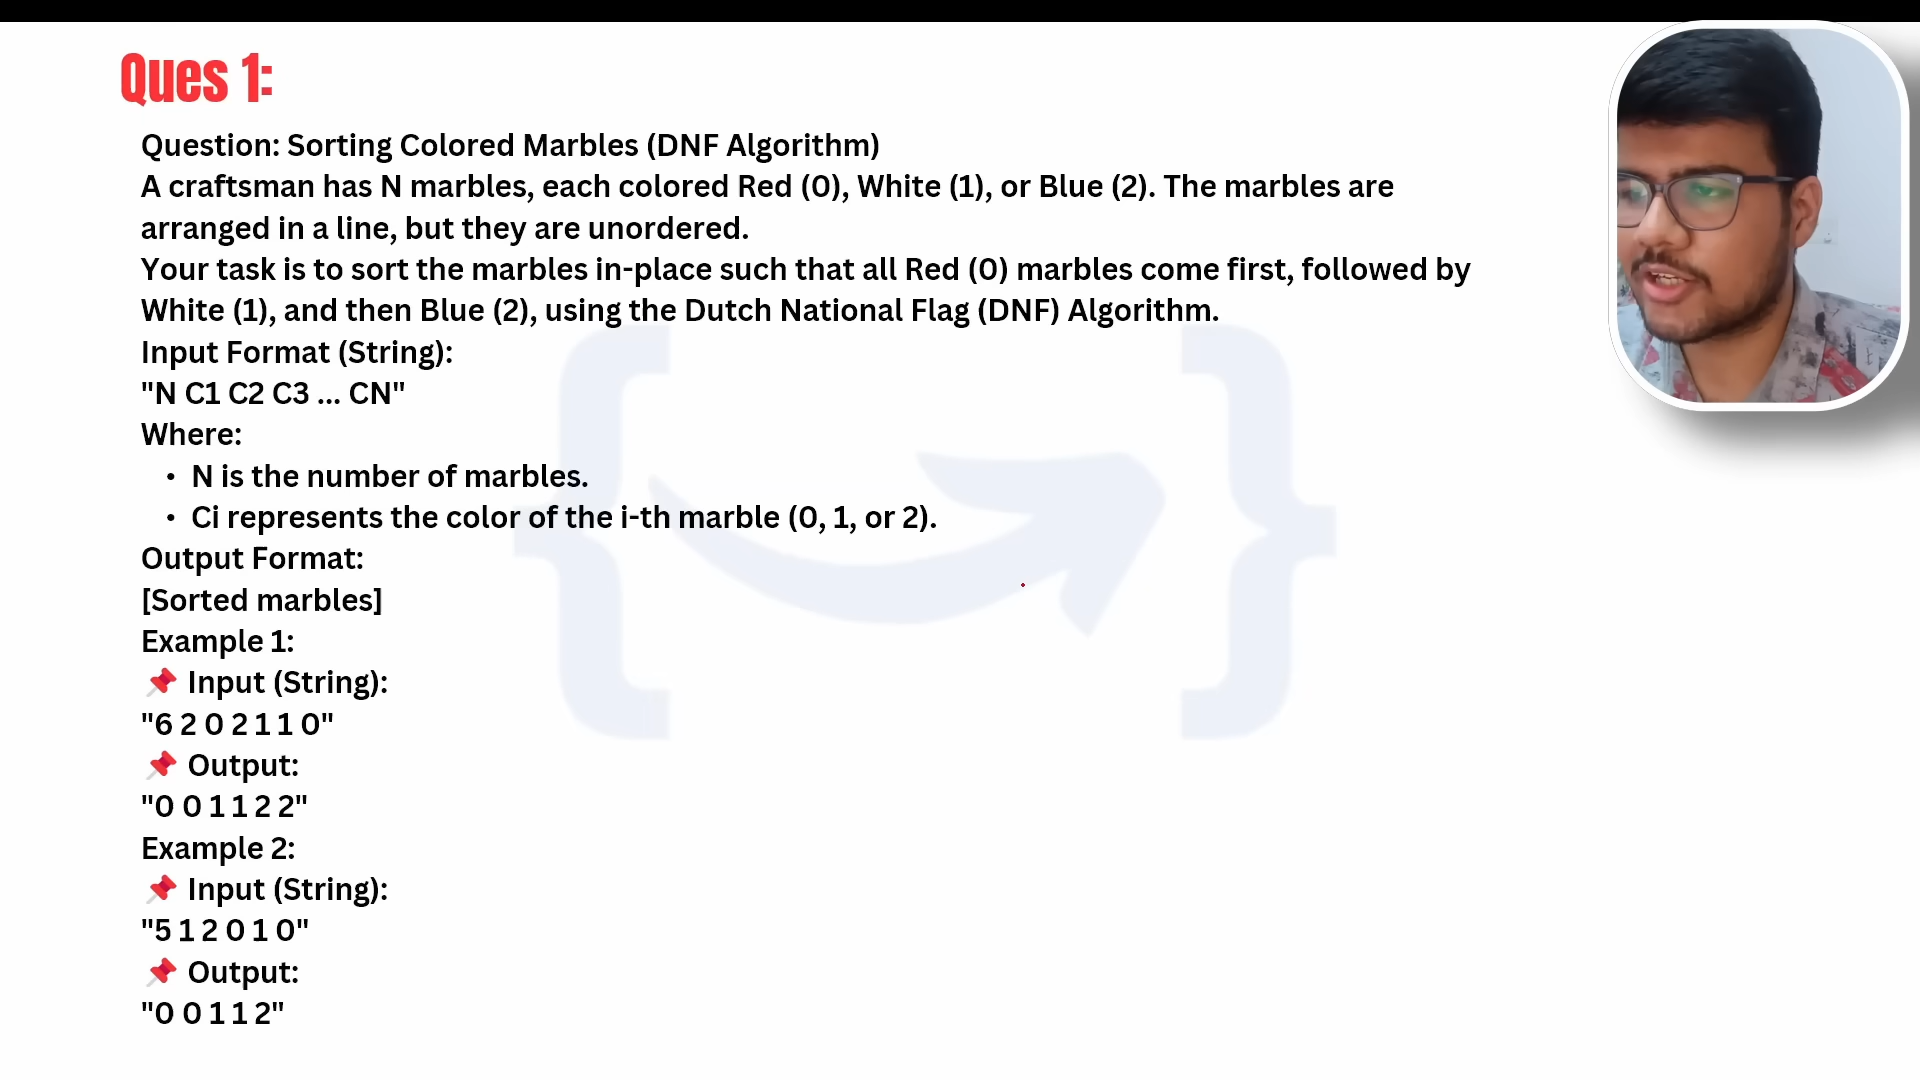 Ques 1:
Question: Sorting Colored Marbles (DNF Algorithm)
A craftsman has N marbles, each colored Red (0), White (1), or Blue (2). The marbles are
arranged in a line, but they are unordered.
Your task is to sort the marbles in-place such that all Red (0) marbles come first, followed by
White (1), and then Blue (2), using the Dutch National Flag (DNF) Algorithm.
Input Format (String):
"N C1 C2 C3 ... CN"
Where:
• N is the number of marbles.
• Ci represents the color of the i-th marble (0, 1, or 2).
Output Format:
[Sorted marbles]
Example 1:
📌 Input (String):
"6 2 0 2 1 1 0"
📌 Output:
"0 0 1 1 2 2"
Example 2:
📌 Input (String):
"5 1 2 0 1 0"
📌 Output:
"0 0 1 1 2"